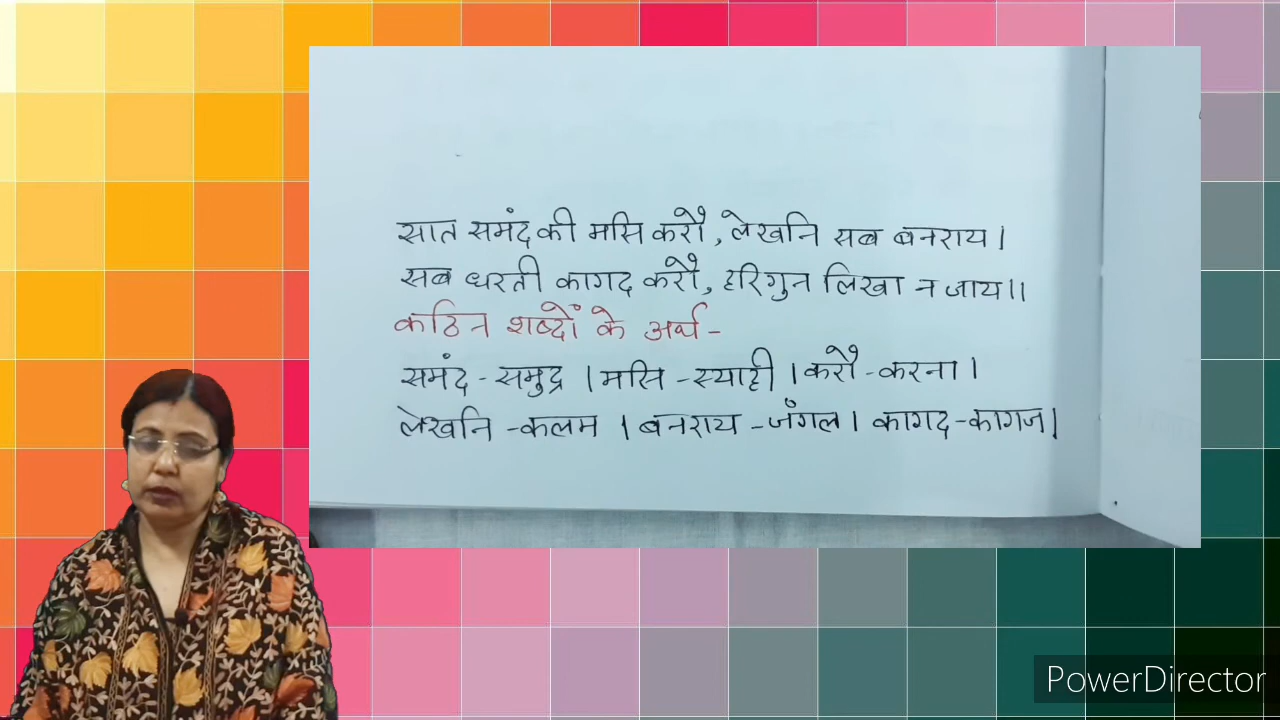 सात समंद की मसि करौं, लेखनि सब बनराय।
सब धरती कागद करौं, हरिगुन लिखा न जाय।।
कठिन शब्दों के अर्थ-
समंद - समुद्र । मसि - स्याही । करौं - करना ।
लेखनि - कलम । बनराय - जंगल । कागद - कागज।
PowerDirector